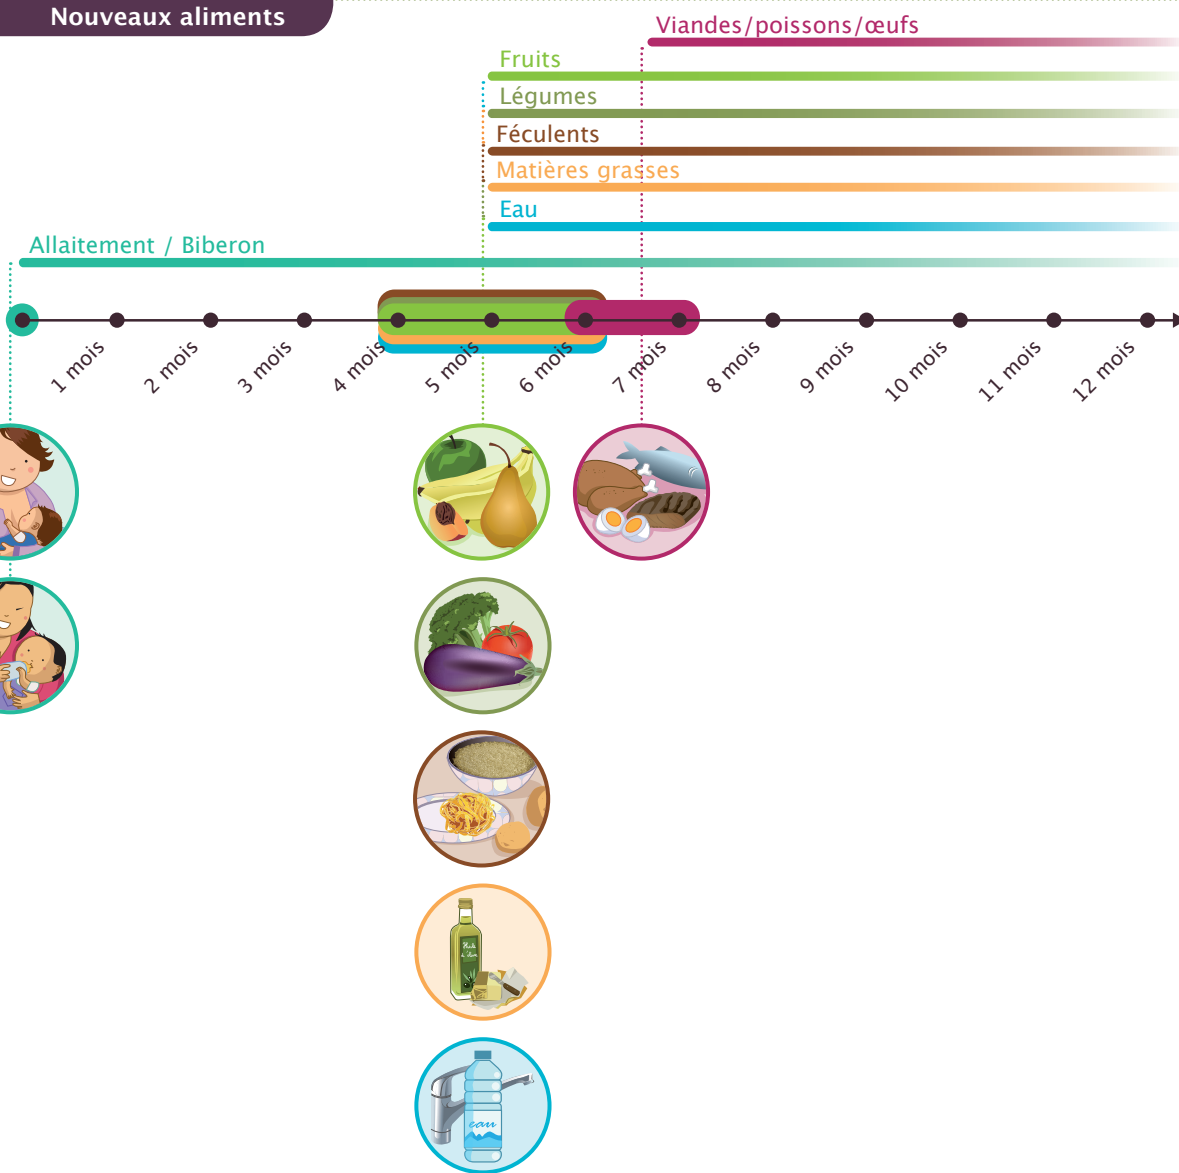 Nouveaux aliments
Viandes/poissons/œufs
Fruits
Légumes
Féculents
Matières grasses
Eau
Allaitement / Biberon
1 mois
2 mois
3 mois
4 mois
5 mois
6 mois
7 mois
8 mois
9 mois
10 mois
11 mois
12 mois
eau